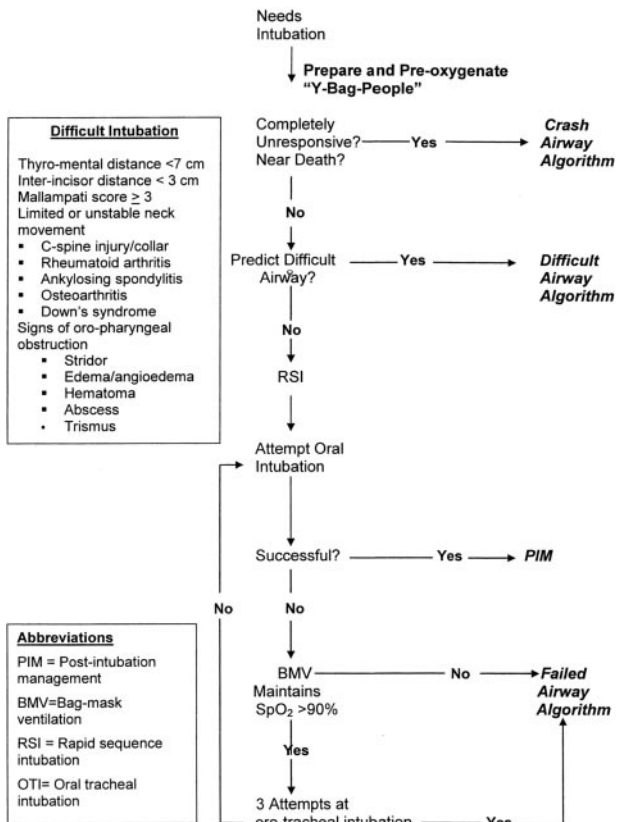 Needs
Intubation
Prepare and Pre-oxygenate
“Y-Bag-People”
Difficult Intubation
Thyro-mental distance <7 cm
Inter-incisor distance < 3 cm
Mallampati score ≥ 3
Limited or unstable neck
movement
▪ C-spine injury/collar
▪ Rheumatoid arthritis
▪ Ankylosing spondylitis
▪ Osteoarthritis
▪ Down's syndrome
Signs of oro-pharyngeal
obstruction
▪ Stridor
▪ Edema/angioedema
▪ Hematoma
▪ Abscess
• Trismus
Completely
Unresponsive?
Near Death?
Yes
Crash
Airway
Algorithm
No
Predict Difficult
Airway?
Yes
Difficult
Airway
Algorithm
No
RSI
Attempt Oral
Intubation
Successful?
Yes
PIM
No
No
BMV
Maintains
SpO₂ >90%
No
Failed
Airway
Algorithm
Yes
3 Attempts at
oro-tracheal intubation
Yes
Abbreviations
PIM = Post-intubation
management
BMV=Bag-mask
ventilation
RSI = Rapid sequence
intubation
OTI= Oral tracheal
intubation